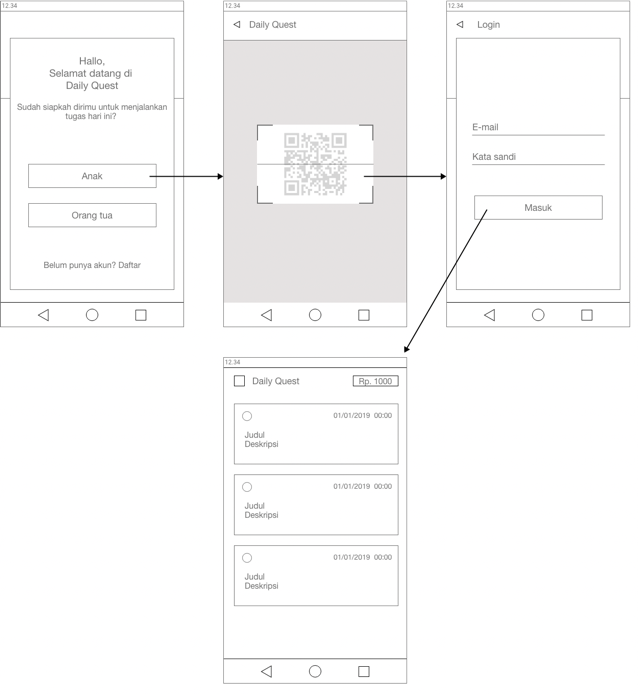 12.34
Hallo,
Selamat datang di
Daily Quest
Sudah siapkah dirimu untuk menjalankan
tugas hari ini?
Anak
Orang tua
Belum punya akun? Daftar
12.34
Daily Quest
12.34
Login
E-mail
Kata sandi
Masuk
12.34
Daily Quest
Rp. 1000
01/01/2019 00:00
Judul
Deskripsi
01/01/2019 00:00
Judul
Deskripsi
01/01/2019 00:00
Judul
Deskripsi